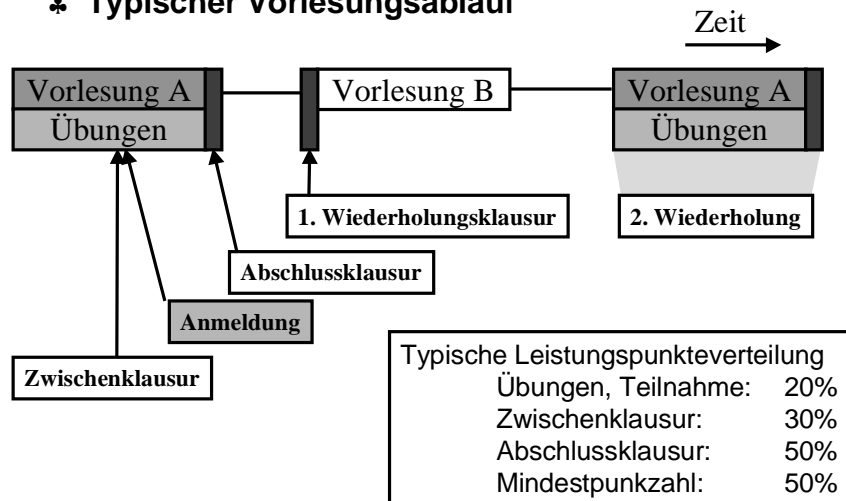 ♣ Typischer Vorlesungsablauf
Zeit
Vorlesung A
Vorlesung B
Vorlesung A
Übungen
Übungen
1. Wiederholungsklausur
2. Wiederholung
Abschlussklausur
Anmeldung
Zwischenklausur
Typische Leistungspunkteverteilung
Übungen, Teilnahme: 20%
Zwischenklausur: 30%
Abschlussklausur: 50%
Mindestpunkzahl: 50%